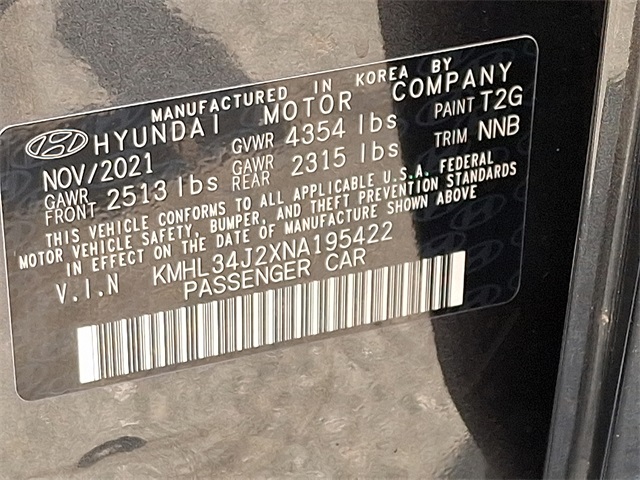 MANUFACTURED IN KOREA BY
HYUNDAI MOTOR COMPANY
NOV/2021 GVWR 4354 lbs PAINT T2G
GAWR FRONT 2513 lbs GAWR REAR 2315 lbs TRIM NNB
THIS VEHICLE CONFORMS TO ALL APPLICABLE U.S.A. FEDERAL
MOTOR VEHICLE SAFETY, BUMPER, AND THEFT PREVENTION STANDARDS
IN EFFECT ON THE DATE OF MANUFACTURE SHOWN ABOVE
V.I.N KMHL34J2XNA195422
PASSENGER CAR